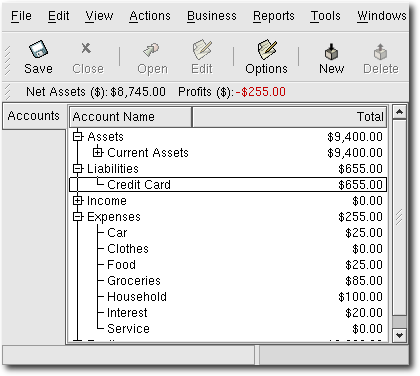 File Edit View Actions Business Reports Tools Windows
Save Close Open Edit Options New Delete
Net Assets ($): $8,745.00 Profits ($): -$255.00
Accounts
Account Name Total
Assets $9,400.00
Current Assets $9,400.00
Liabilities $655.00
Credit Card $655.00
Income $0.00
Expenses $255.00
Car $25.00
Clothes $0.00
Food $25.00
Groceries $85.00
Household $100.00
Interest $20.00
Service $0.00